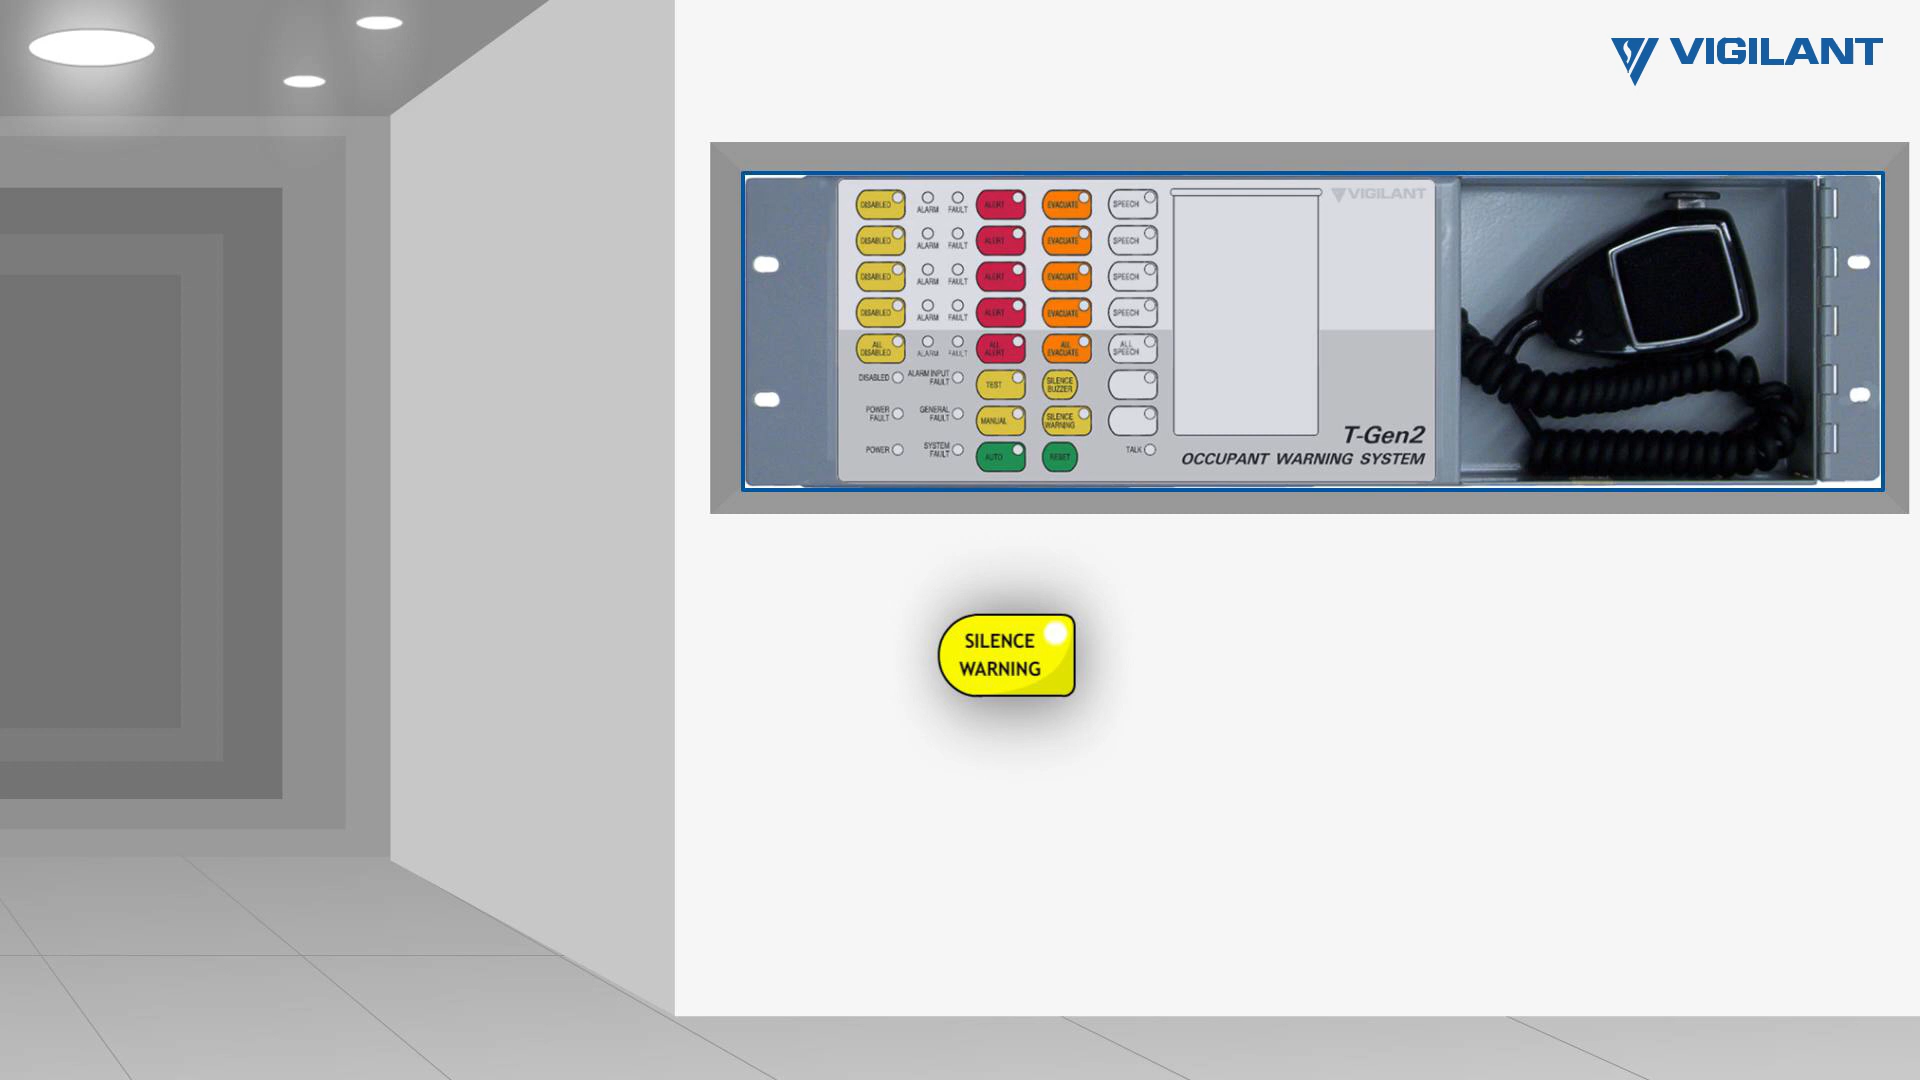 VIGILANT
VIGILANT
DISABLED ALARM FAULT ALERT EVACUATE SPEECH
DISABLED ALARM FAULT ALERT EVACUATE SPEECH
DISABLED ALARM FAULT ALERT EVACUATE SPEECH
DISABLED ALARM FAULT ALERT EVACUATE SPEECH
ALL DISABLED ALARM FAULT ALL ALERT ALL EVACUATE ALL SPEECH
DISABLED ALARM INPUT FAULT TEST SILENCE BUZZER
POWER FAULT GENERAL FAULT MANUAL SILENCE WARNING
POWER SYSTEM FAULT AUTO RESET TALK
T-Gen2
OCCUPANT WARNING SYSTEM
SILENCE
WARNING